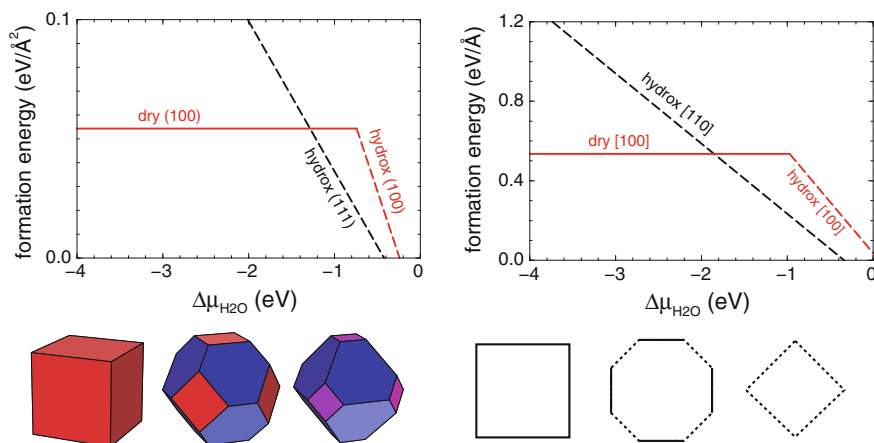 0.1
0.0
formation energy (eV/Å²)
dry (100)
hydrox (111)
hydrox (100)
-4 -3 -2 -1 0
Δμ_H2O (eV)
1.2
0.8
0.4
0.0
formation energy (eV/Å)
hydrox [110]
dry [100]
hydrox [100]
-4 -3 -2 -1 0
Δμ_H2O (eV)